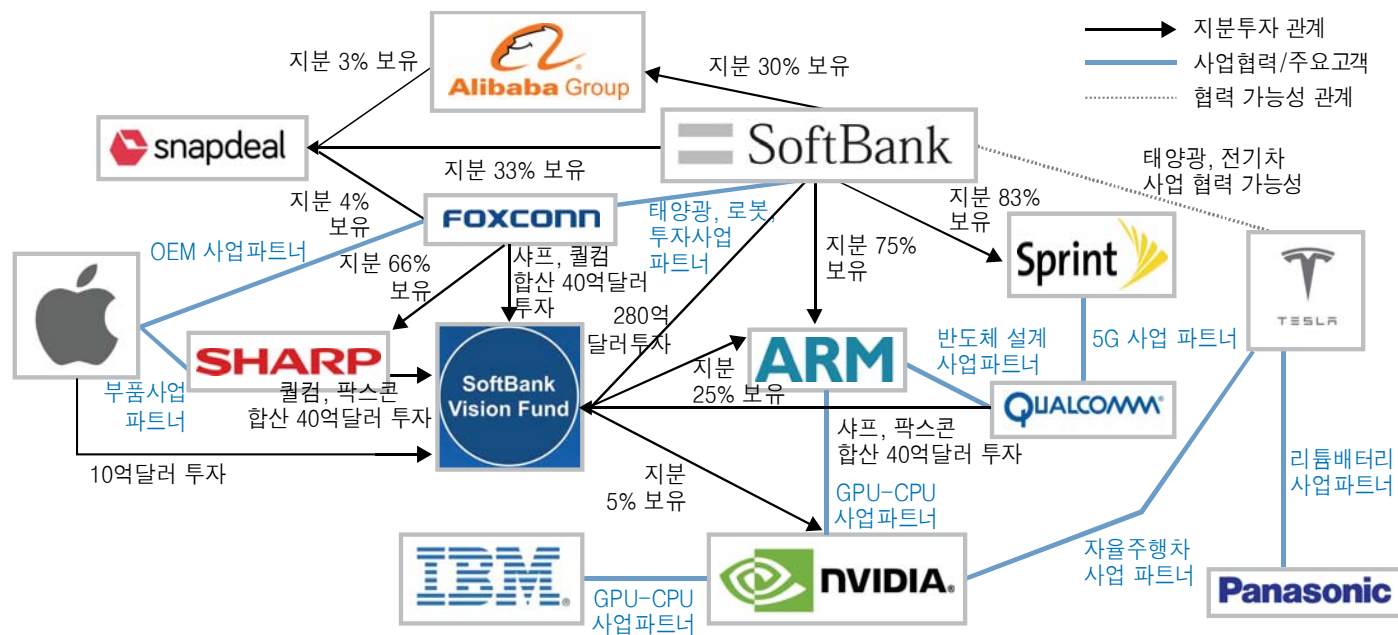 지분투자 관계
사업협력/주요고객
협력 가능성 관계
Alibaba Group
지분 3% 보유
지분 30% 보유
snapdeal
SoftBank
지분 33% 보유
태양광, 전기차
사업 협력 가능성
지분 4%
보유
FOXCONN
태양광, 로봇,
투자사업
파트너
지분 83%
보유
Sprint
OEM 사업파트너
지분 66%
보유
샤프, 퀄컴
합산 40억달러
투자
지분 75%
보유
TESLA
280억
달러투자
SHARP
SoftBank
Vision Fund
ARM
반도체 설계
사업파트너
5G 사업 파트너
부품사업
파트너
퀄컴, 팍스콘
합산 40억달러 투자
지분
25% 보유
QUALCOMM
샤프, 팍스콘
합산 40억달러 투자
10억달러 투자
지분
5% 보유
GPU-CPU
사업파트너
리튬배터리
사업파트너
IBM
GPU-CPU
사업파트너
NVIDIA
자율주행차
사업 파트너
Panasonic